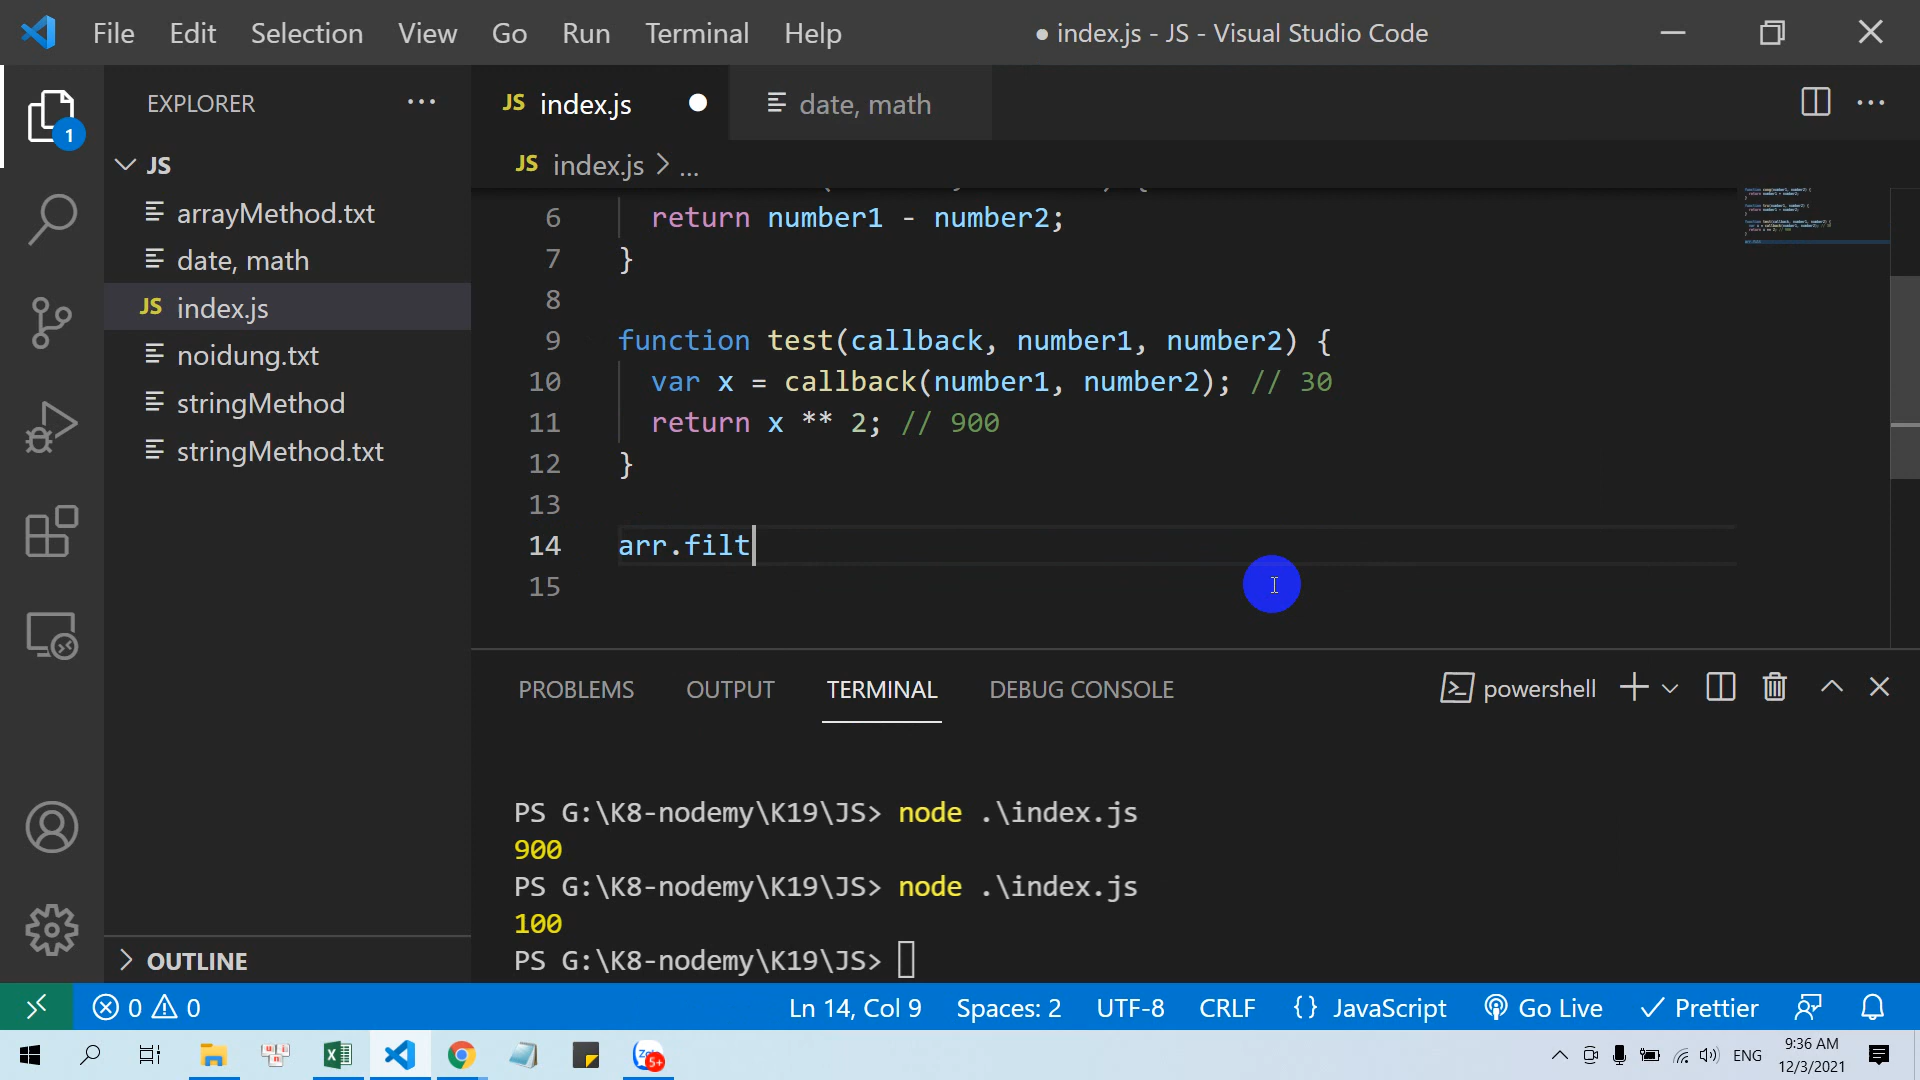 File Edit Selection View Go Run Terminal Help
● index.js - JS - Visual Studio Code
EXPLORER ...
1
JS
arrayMethod.txt
date, math
JS index.js
noidung.txt
stringMethod
stringMethod.txt
OUTLINE
JS index.js
date, math
JS index.js > ...
6 return number1 - number2;
7 }
8
9 function test(callback, number1, number2) {
10 var x = callback(number1, number2); // 30
11 return x ** 2; // 900
12 }
13
14 arr.filt
15
PROBLEMS OUTPUT TERMINAL DEBUG CONSOLE
powershell
PS G:\K8-nodemy\K19\JS> node .\index.js
900
PS G:\K8-nodemy\K19\JS> node .\index.js
100
PS G:\K8-nodemy\K19\JS>
0 0
Ln 14, Col 9 Spaces: 2 UTF-8 CRLF {} JavaScript Go Live Prettier
5+
ENG
9:36 AM
12/3/2021